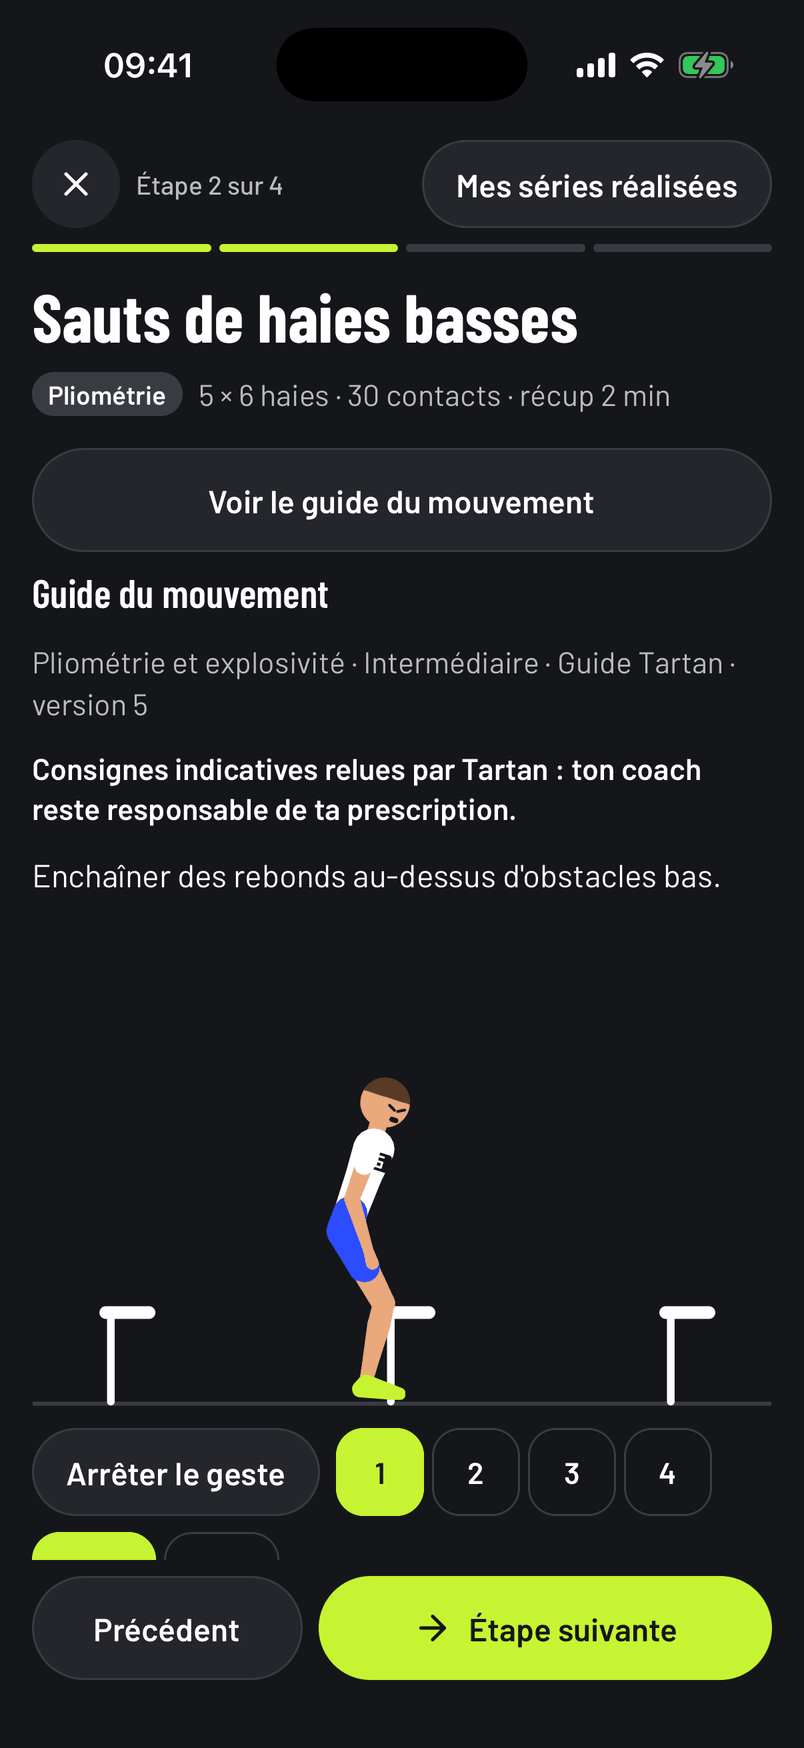 09:41
Étape 2 sur 4
Mes séries réalisées
Sauts de haies basses
Pliométrie
5 × 6 haies · 30 contacts · récup 2 min
Voir le guide du mouvement
Guide du mouvement
Pliométrie et explosivité · Intermédiaire · Guide Tartan ·
version 5
Consignes indicatives relues par Tartan : ton coach
reste responsable de ta prescription.
Enchaîner des rebonds au-dessus d'obstacles bas.
Arrêter le geste
1
2
3
4
Précédent
Étape suivante